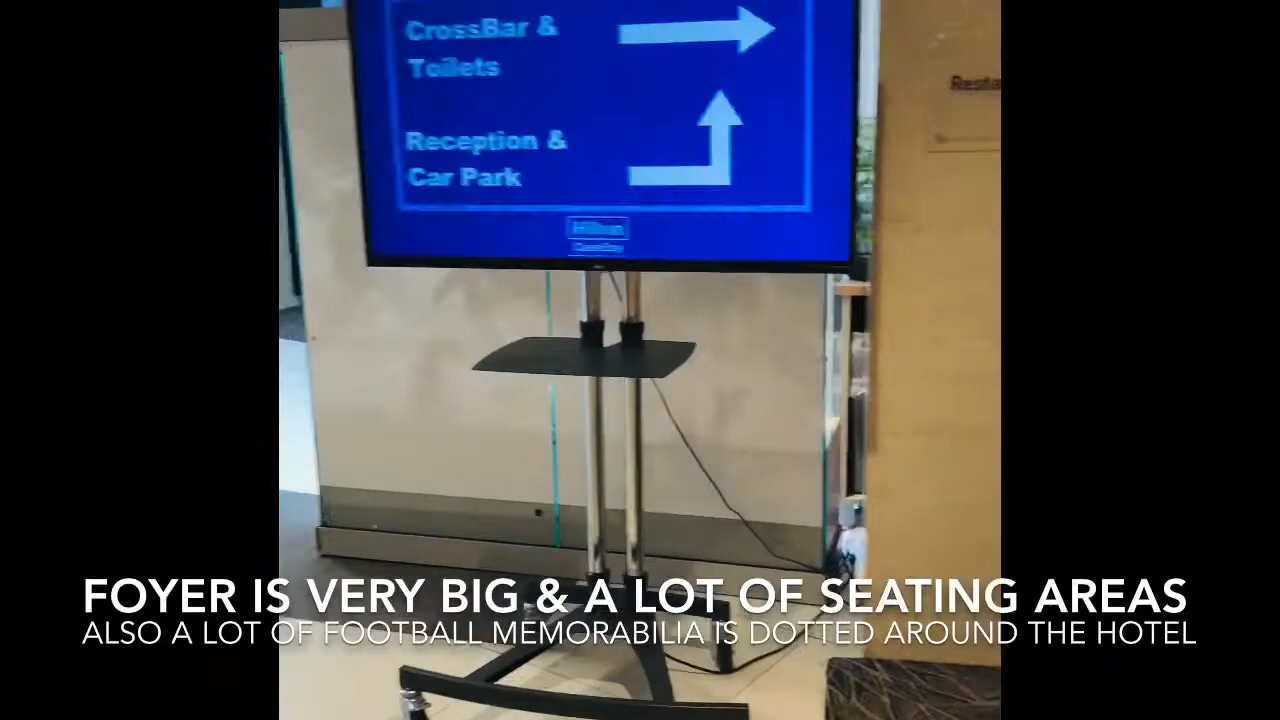 CrossBar &
Toilets
Reception &
Car Park
Hilton
FOYER IS VERY BIG & A LOT OF SEATING AREAS
ALSO A LOT OF FOOTBALL MEMORABILIA IS DOTTED AROUND THE HOTEL